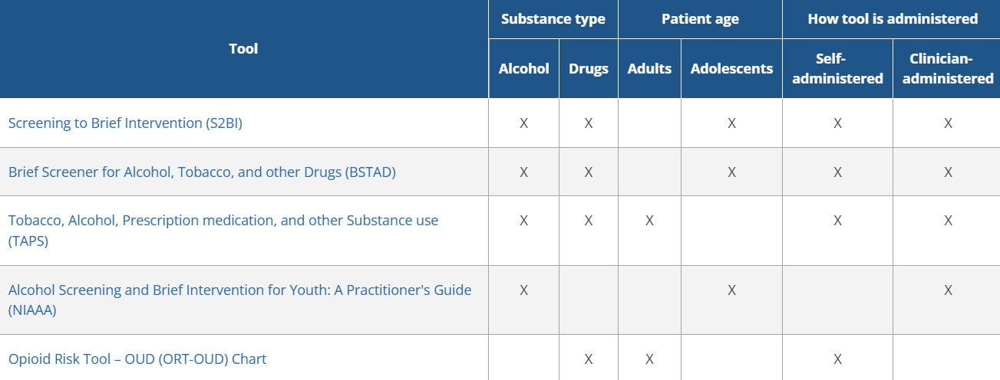 Tool
Substance type
Patient age
How tool is administered
Alcohol
Drugs
Adults
Adolescents
Self-
administered
Clinician-
administered
Screening to Brief Intervention (S2BI)
X X X X X
Brief Screener for Alcohol, Tobacco, and other Drugs (BSTAD)
X X X X X
Tobacco, Alcohol, Prescription medication, and other Substance use
(TAPS)
X X X X X
Alcohol Screening and Brief Intervention for Youth: A Practitioner's Guide
(NIAAA)
X X X
Opioid Risk Tool – OUD (ORT-OUD) Chart
X X X